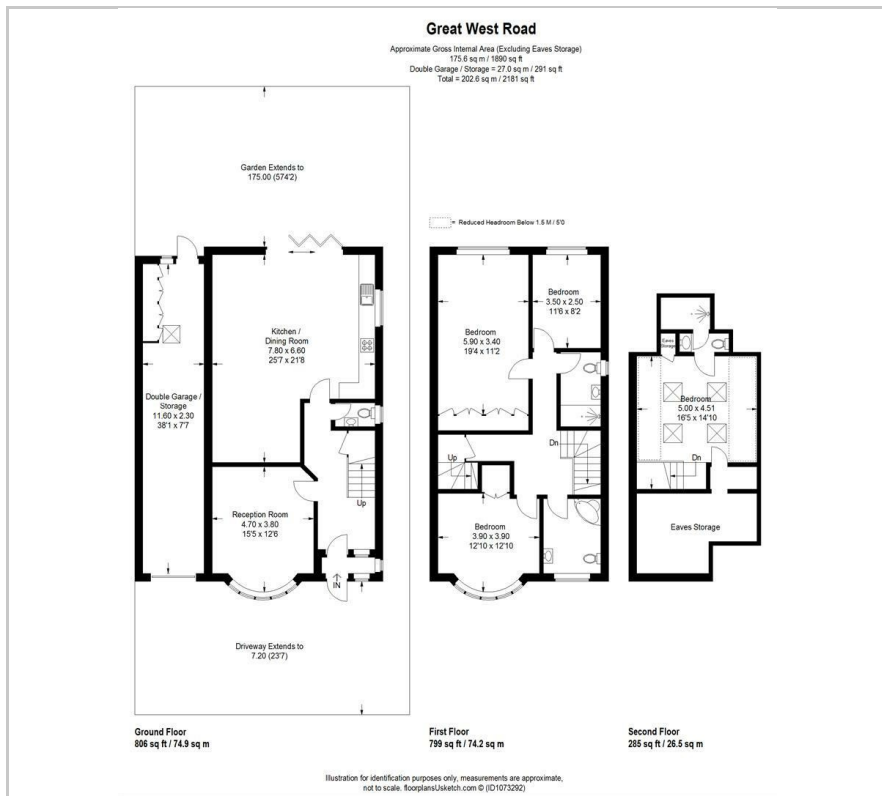 Great West Road
Approximate Gross Internal Area (Excluding Eaves Storage)
175.6 sq m / 1890 sq ft
Double Garage / Storage = 27.0 sq m / 291 sq ft
Total = 202.6 sq m / 2181 sq ft
Garden Extends to
175.00 (574'2)
= Reduced Headroom Below 1.5 M / 5'0
Kitchen /
Dining Room
7.80 x 6.60
25'7 x 21'8
Double Garage /
Storage
11.60 x 2.30
38'1 x 7'7
Reception Room
4.70 x 3.80
15'5 x 12'6
Up
IN
Driveway Extends to
7.20 (23'7)
Bedroom
5.90 x 3.40
19'4 x 11'2
Bedroom
3.50 x 2.50
11'6 x 8'2
Up
Dn
Bedroom
3.90 x 3.90
12'10 x 12'10
Eaves
Storage
Bedroom
5.00 x 4.51
16'5 x 14'10
Dn
Eaves Storage
Ground Floor
806 sq ft / 74.9 sq m
First Floor
799 sq ft / 74.2 sq m
Second Floor
285 sq ft / 26.5 sq m
Illustration for identification purposes only, measurements are approximate,
not to scale. floorplansUsketch.com © (ID1073292)